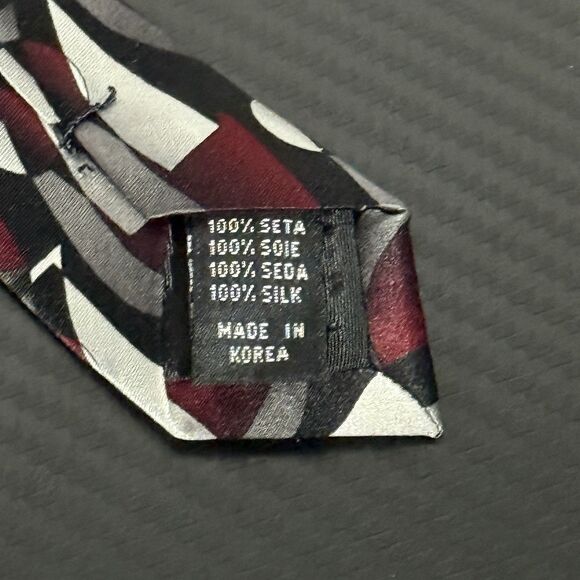 100% SETA
100% SOIE
100% SEDA
100% SILK
MADE IN
KOREA